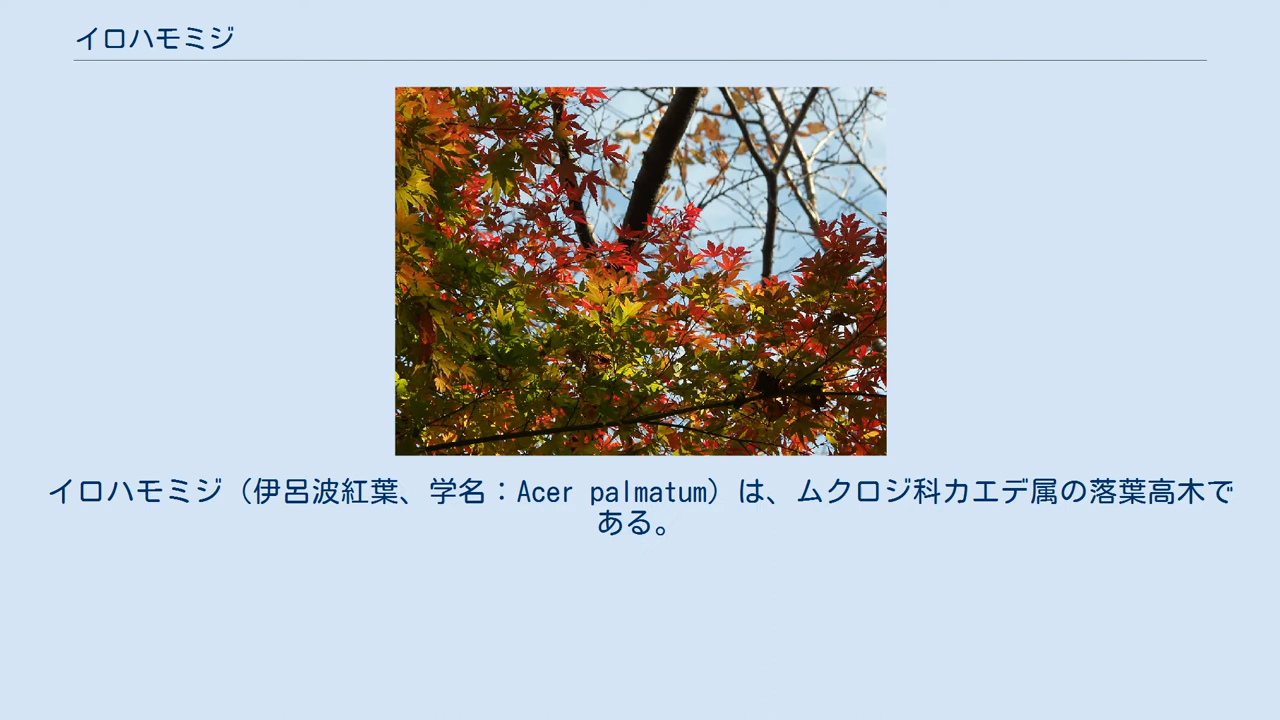 イロハモミジ
イロハモミジ（伊呂波紅葉、学名：Acer palmatum）は、ムクロジ科カエデ属の落葉高木で
ある。